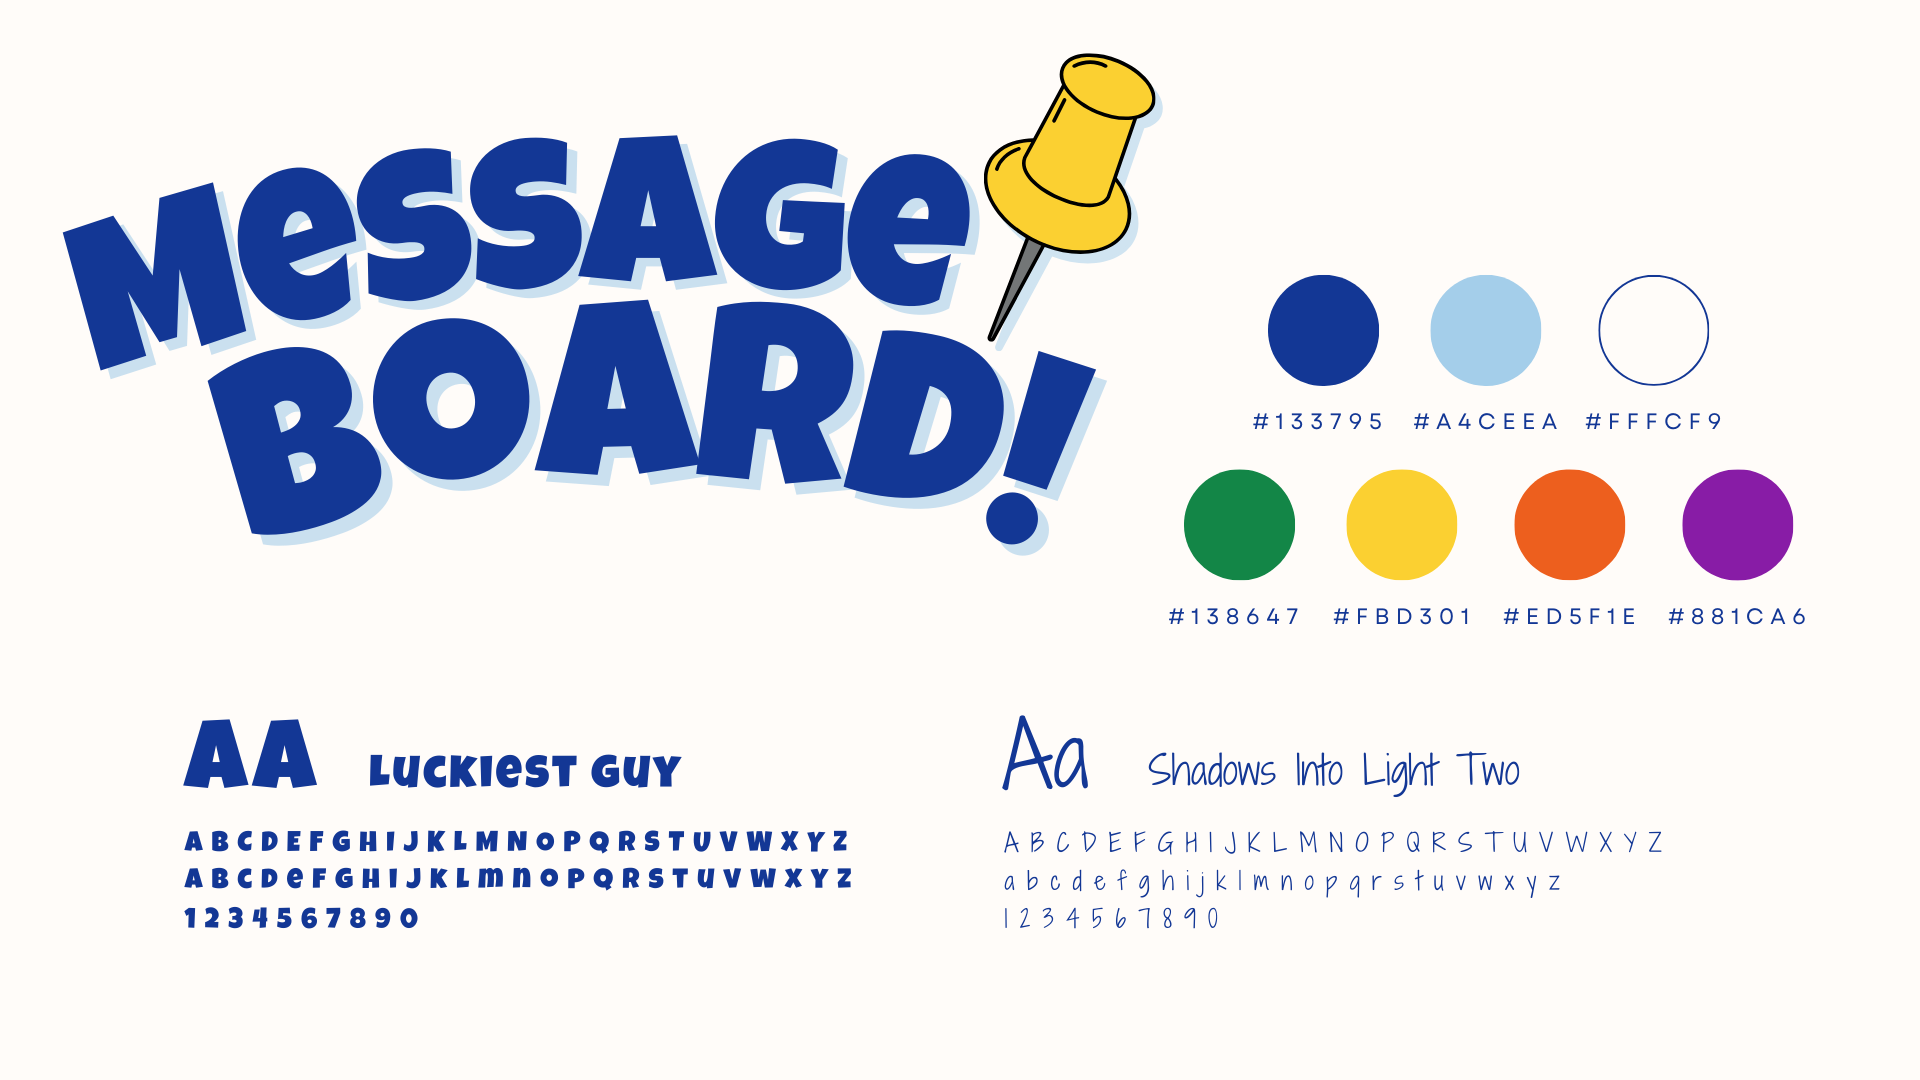 MeSSAGe
BOARD!
#133795 #A4CEEA #FFFCF9
#138647 #FBD301 #ED5F1E #881CA6
AA LuCKIeST GuY
A B C D E F G H I J K L M N O P Q R S T U V W X Y Z
A B C D e F G H I J K L m n O P Q R S T u V W X Y Z
1 2 3 4 5 6 7 8 9 0
Aa Shadows Into Light Two
A B C D E F G H I J K L M N O P Q R S T U V W X Y Z
a b c d e f g h i j k l m n o p q r s t u v w x y z
1 2 3 4 5 6 7 8 9 0